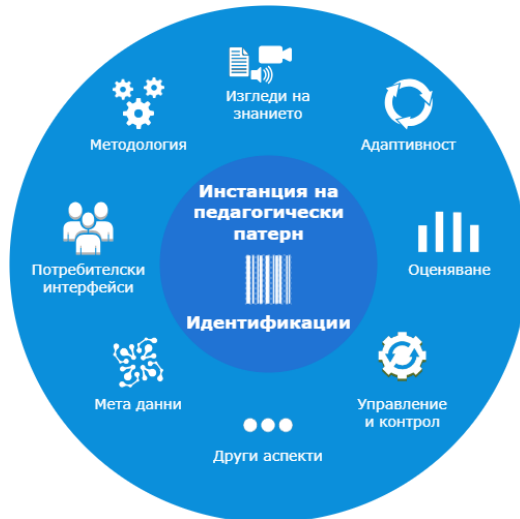 Изгледи на
знанието
Методология
Адаптивност
Инстанция на
педагогически
патерн
Потребителски
интерфейси
Оценяване
Идентификации
Мета данни
Управление
и контрол
Други аспекти